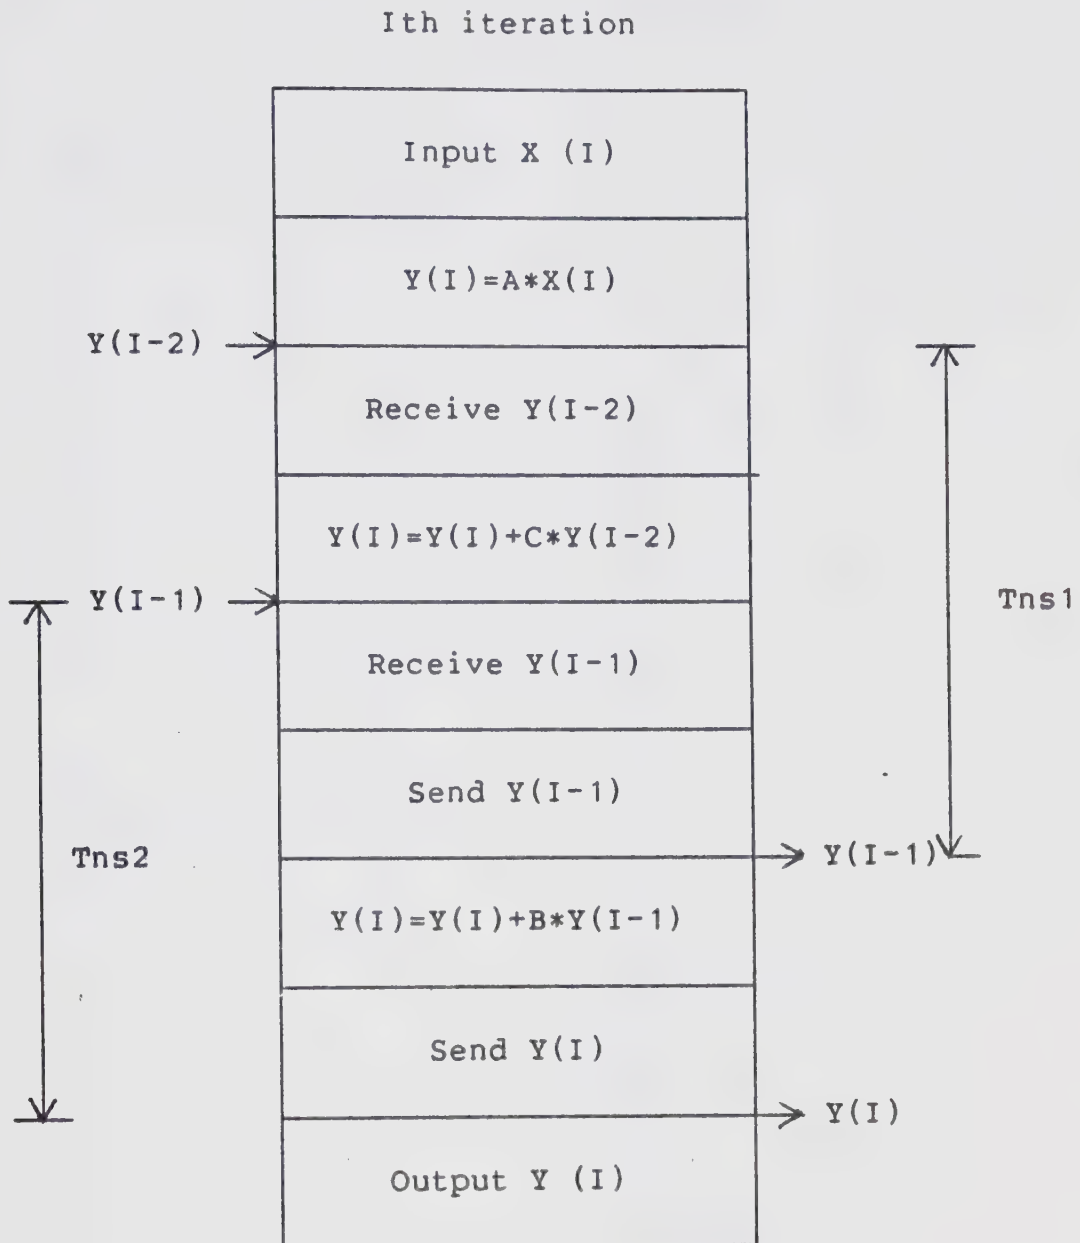 Ith iteration
Input X (I)
Y(I)=A*X(I)
Y(I-2)
Receive Y(I-2)
Y(I)=Y(I)+C*Y(I-2)
Y(I-1)
Tns1
Receive Y(I-1)
Send Y(I-1)
Tns2
Y(I-1)
Y(I)=Y(I)+B*Y(I-1)
Send Y(I)
Y(I)
Output Y (I)